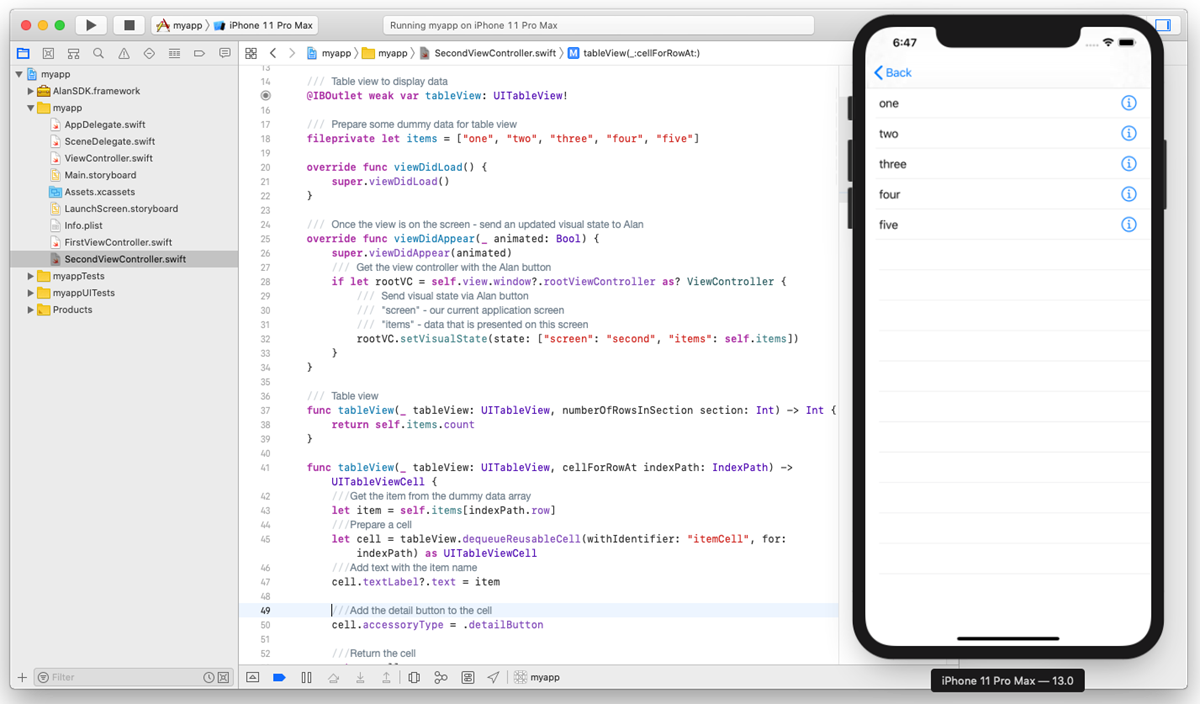 myapp
iPhone 11 Pro Max
Running myapp on iPhone 11 Pro Max
myapp
myapp
SecondViewController.swift
M
tableView(_:cellForRowAt:)
myapp
AlanSDK.framework
myapp
AppDelegate.swift
SceneDelegate.swift
ViewController.swift
Main.storyboard
Assets.xcassets
LaunchScreen.storyboard
Info.plist
FirstViewController.swift
SecondViewController.swift
myappTests
myappUITests
Products
Filter
13
14 /// Table view to display data
@IBOutlet weak var tableView: UITableView!
16
17 /// Prepare some dummy data for table view
18 fileprivate let items = ["one", "two", "three", "four", "five"]
19
20 override func viewDidLoad() {
21 super.viewDidLoad()
22 }
23
24 /// Once the view is on the screen - send an updated visual state to Alan
25 override func viewDidAppear(_ animated: Bool) {
26 super.viewDidAppear(animated)
27 /// Get the view controller with the Alan button
28 if let rootVC = self.view.window?.rootViewController as? ViewController {
29 /// Send visual state via Alan button
30 /// "screen" - our current application screen
31 /// "items" - data that is presented on this screen
32 rootVC.setVisualState(state: ["screen": "second", "items": self.items])
33 }
34 }
35
36 /// Table view
37 func tableView(_ tableView: UITableView, numberOfRowsInSection section: Int) -> Int {
38 return self.items.count
39 }
40
41 func tableView(_ tableView: UITableView, cellForRowAt indexPath: IndexPath) ->
UITableViewCell {
42 ///Get the item from the dummy data array
43 let item = self.items[indexPath.row]
44 ///Prepare a cell
45 let cell = tableView.dequeueReusableCell(withIdentifier: "itemCell", for:
indexPath) as UITableViewCell
46 ///Add text with the item name
47 cell.textLabel?.text = item
48
49 ///Add the detail button to the cell
50 cell.accessoryType = .detailButton
51
52 ///Return the cell
myapp
6:47
Back
one
two
three
four
five
iPhone 11 Pro Max — 13.0